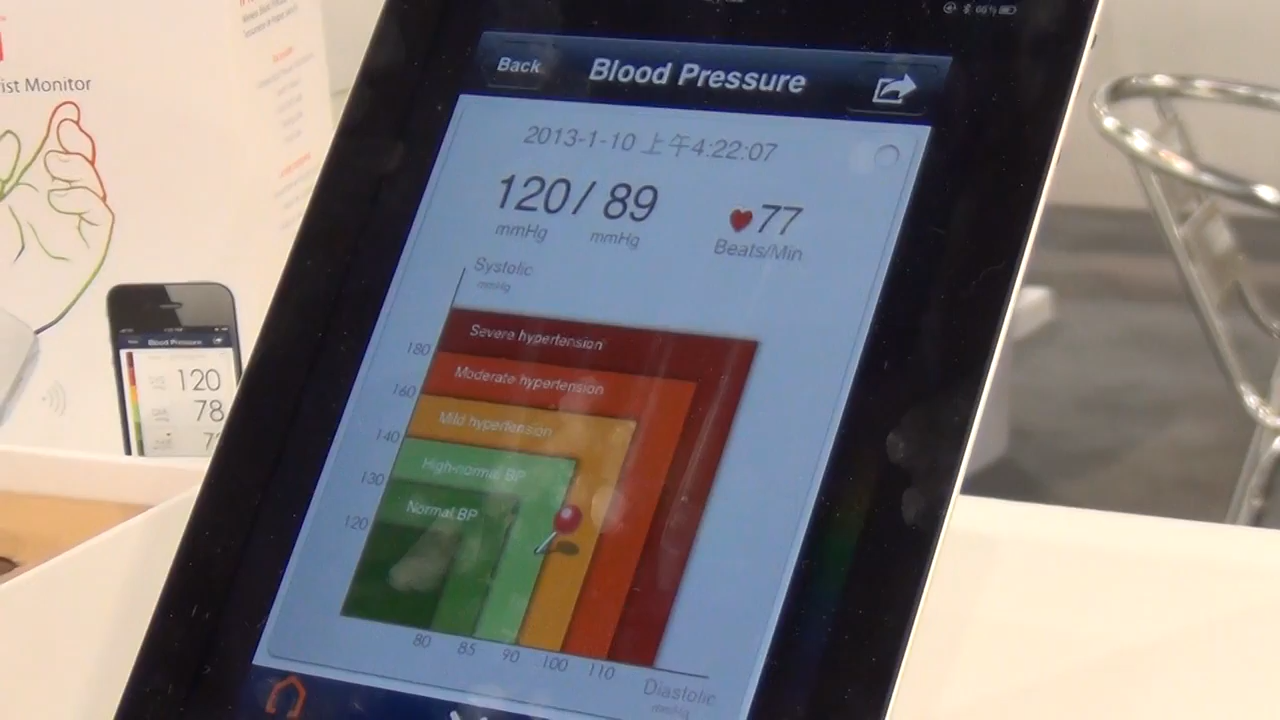 66%
Back
Blood Pressure
2013-1-10 上午4:22:07
120 / 89
77
mmHg
mmHg
Beats/Min
Systolic
mmHg
Severe hypertension
180
Moderate hypertension
160
Mild hypertension
140
High-normal BP
130
Normal BP
120
80
85
90
100
110
Diastolic
mmHg
ist Monitor
Blood Pressure
120
78